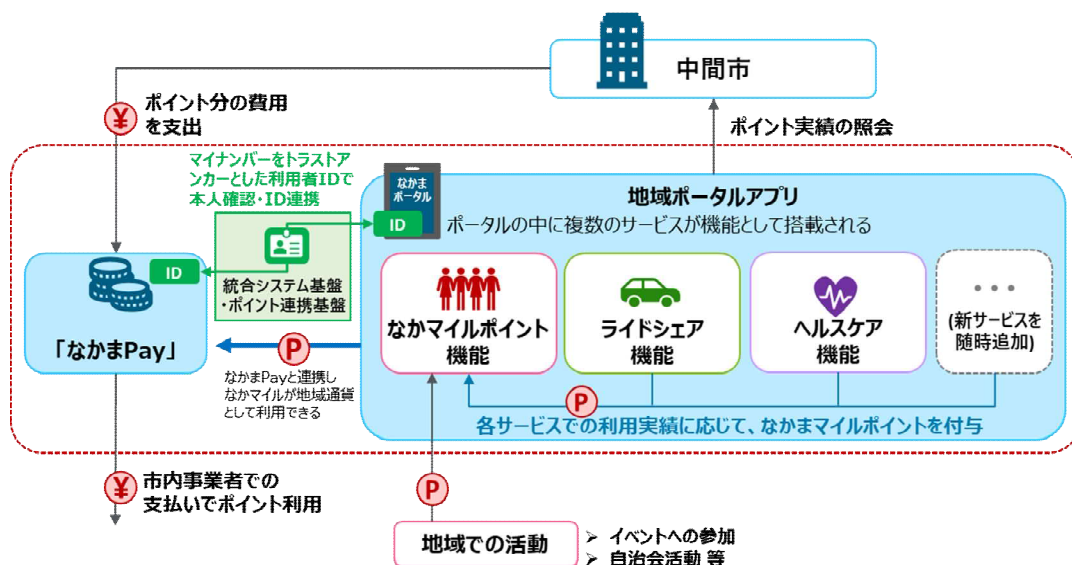 中間市
¥
ポイント分の費用
を支出
ポイント実績の照会
マイナンバーをトラストア
ンカーとした利用者IDで
本人確認・ID連携
なかま
ポータル
ID
地域ポータルアプリ
ポータルの中に複数のサービスが機能として搭載される
ID
統合システム基盤
・ポイント連携基盤
「なかまPay」
P
なかまPayと連携し
なかマイルが地域通貨
として利用できる
なかマイルポイント
機能
ライドシェア
機能
ヘルスケア
機能
・・・
(新サービスを
随時追加)
P
各サービスでの利用実績に応じて、なかまマイルポイントを付与
¥
市内事業者での
支払いでポイント利用
P
地域での活動
➢ イベントへの参加
➢ 自治会活動 等